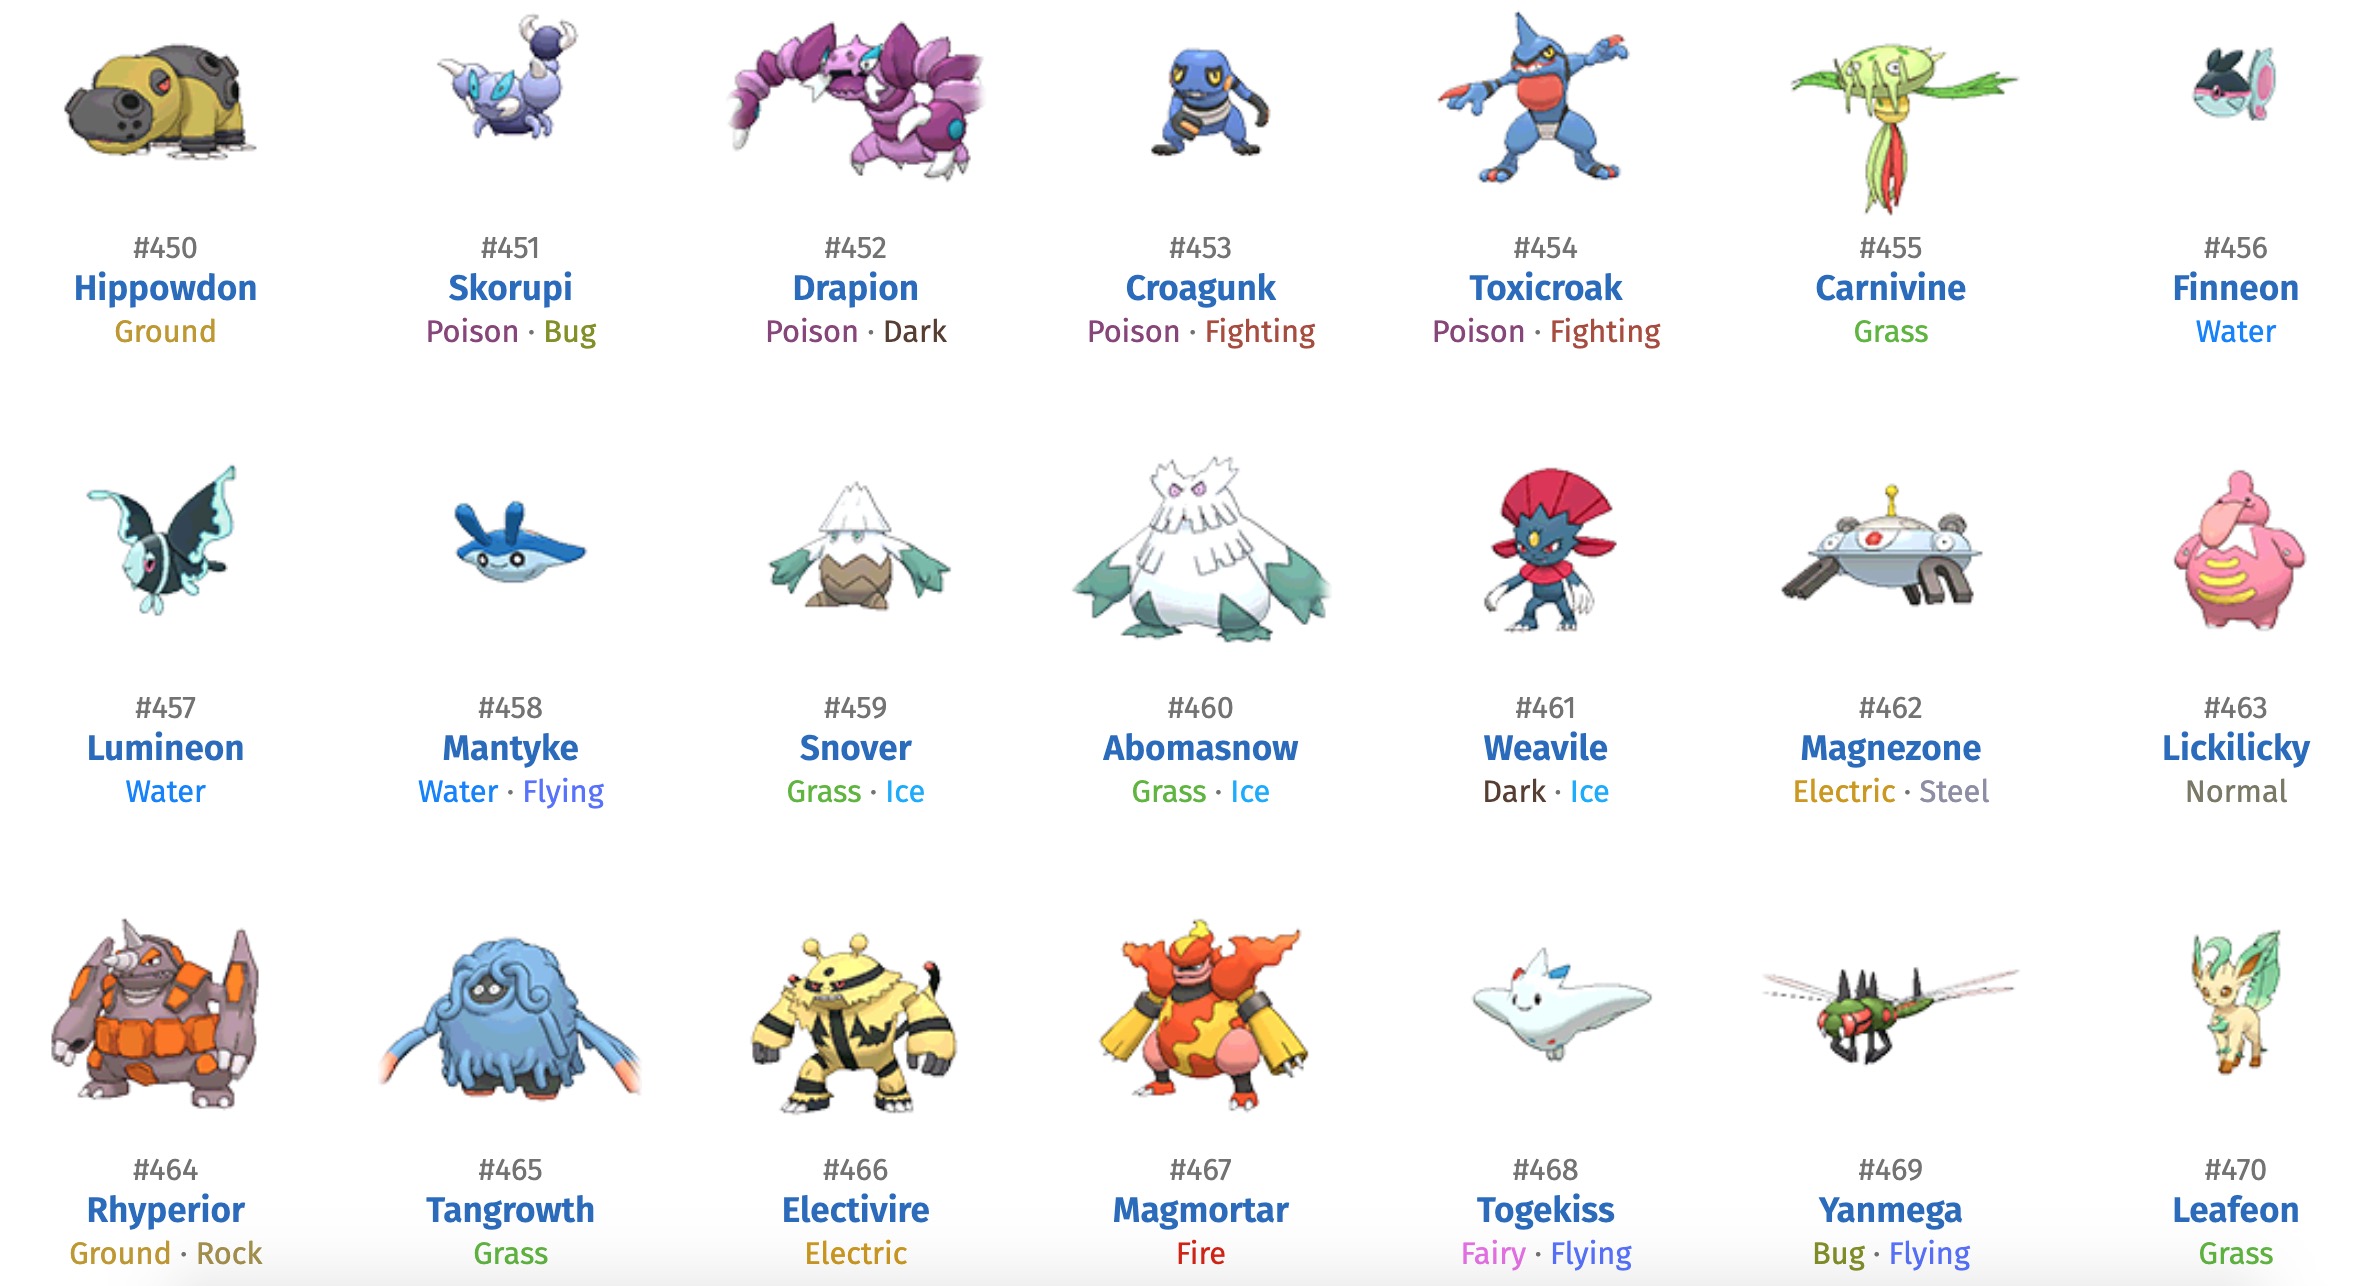 #450 #451 #452 #453 #454 #455 #456
Hippowdon Skorupi Drapion Croagunk Toxicroak Carnivine Finneon
Ground Poison · Bug Poison · Dark Poison · Fighting Poison · Fighting Grass Water
#457 #458 #459 #460 #461 #462 #463
Lumineon Mantyke Snover Abomasnow Weavile Magnezone Lickilicky
Water Water · Flying Grass · Ice Grass · Ice Dark · Ice Electric · Steel Normal
#464 #465 #466 #467 #468 #469 #470
Rhyperior Tangrowth Electivire Magmortar Togekiss Yanmega Leafeon
Ground · Rock Grass Electric Fire Fairy · Flying Bug · Flying Grass